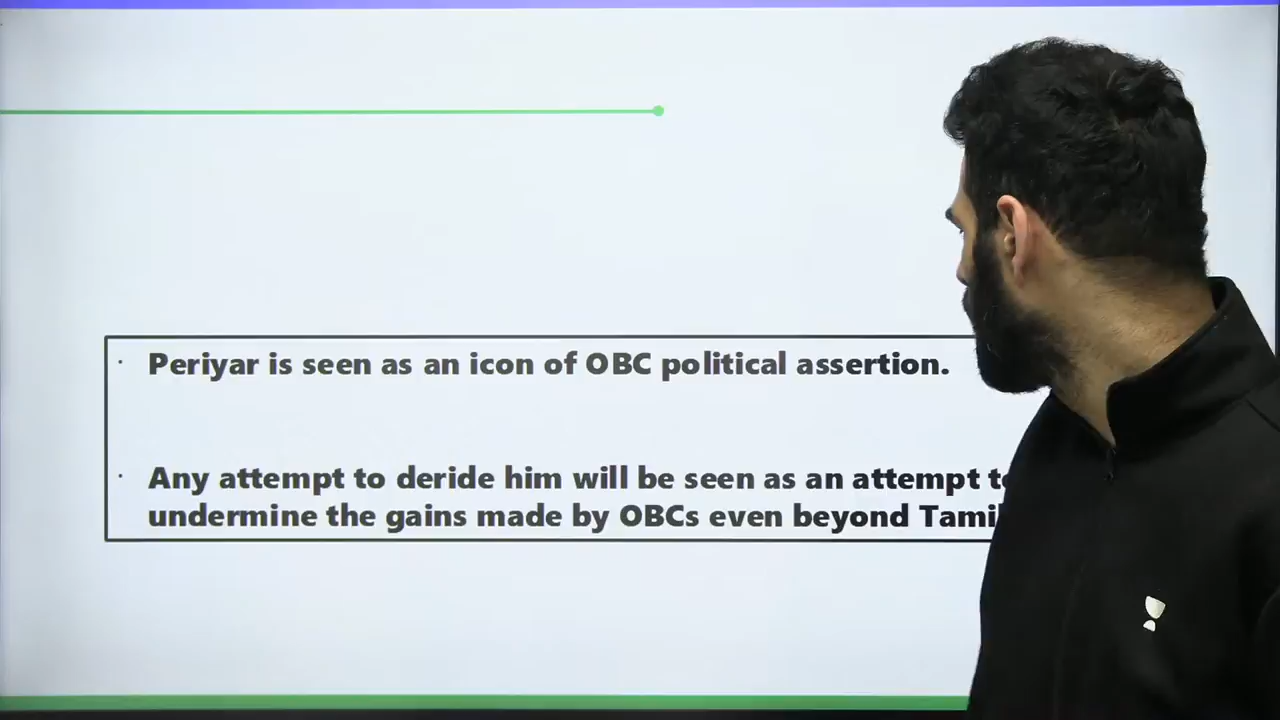 · Periyar is seen as an icon of OBC political assertion.
· Any attempt to deride him will be seen as an attempt
undermine the gains made by OBCs even beyond